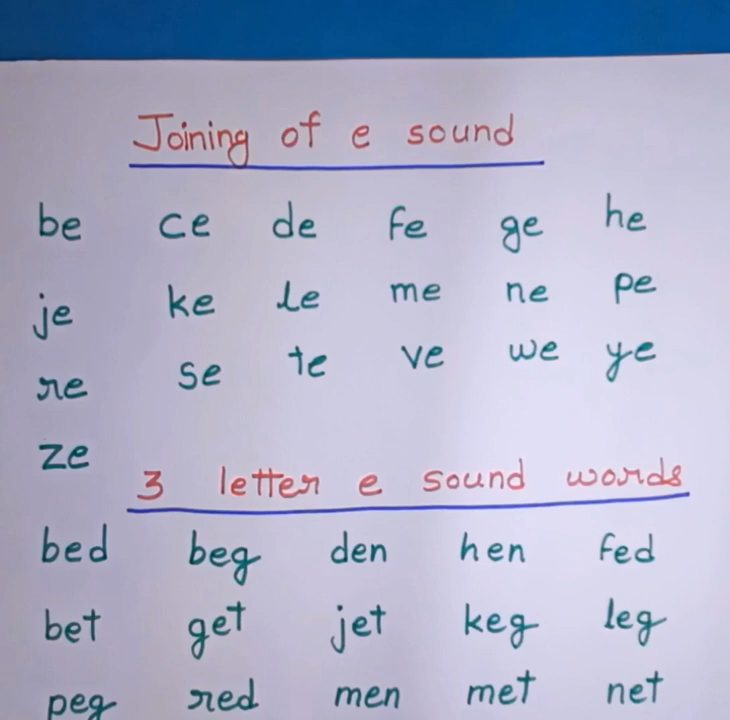 Joining of e sound
be ce de fe ge he
je ke le me ne pe
re se te ve we ye
ze
3 letter e sound words
bed beg den hen fed
bet get jet keg leg
peg red men met net